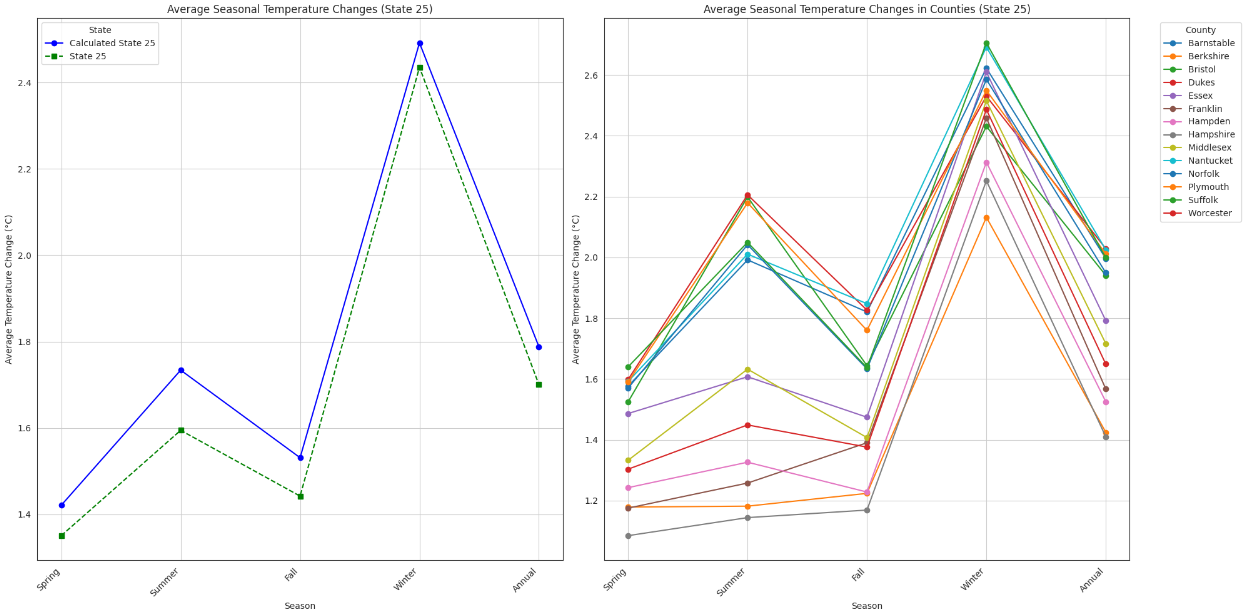 Average Seasonal Temperature Changes (State 25)
State
Calculated State 25
State 25
Average Temperature Change (°C)
2.4
2.2
2.0
1.8
1.6
1.4
Spring
Summer
Fall
Winter
Annual
Season
Average Seasonal Temperature Changes in Counties (State 25)
Average Temperature Change (°C)
2.6
2.4
2.2
2.0
1.8
1.6
1.4
1.2
Spring
Summer
Fall
Winter
Annual
Season
County
Barnstable
Berkshire
Bristol
Dukes
Essex
Franklin
Hampden
Hampshire
Middlesex
Nantucket
Norfolk
Plymouth
Suffolk
Worcester